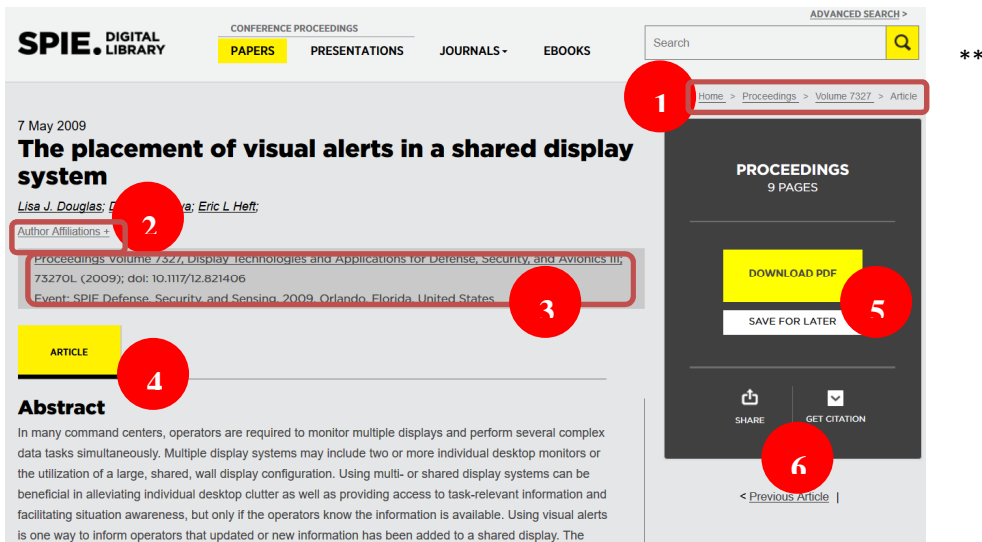 ADVANCED SEARCH >
SPIE. DIGITAL LIBRARY
CONFERENCE PROCEEDINGS
PAPERS PRESENTATIONS JOURNALS EBOOKS
Search
**
1
Home > Proceedings > Volume 7327 > Article
7 May 2009
The placement of visual alerts in a shared display
system
Lisa J. Douglas; Eric L Heft;
2
Author Affiliations +
Proceedings Volume 7327, Display Technologies and Applications for Defense, Security, and Avionics III;
73270L (2009); doi: 10.1117/12.821406
Event: SPIE Defense, Security, and Sensing, 2009, Orlando, Florida, United States
3
ARTICLE
4
Abstract
In many command centers, operators are required to monitor multiple displays and perform several complex
data tasks simultaneously. Multiple display systems may include two or more individual desktop monitors or
the utilization of a large, shared, wall display configuration. Using multi- or shared display systems can be
beneficial in alleviating individual desktop clutter as well as providing access to task-relevant information and
facilitating situation awareness, but only if the operators know the information is available. Using visual alerts
is one way to inform operators that updated or new information has been added to a shared display. The
PROCEEDINGS
9 PAGES
DOWNLOAD PDF
5
SAVE FOR LATER
SHARE
GET CITATION
6
< Previous Article |